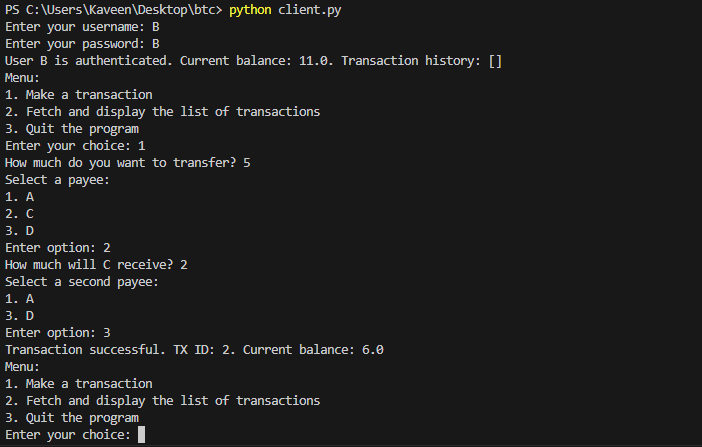 PS C:\Users\Kaveen\Desktop\btc> python client.py
Enter your username: B
Enter your password: B
User B is authenticated. Current balance: 11.0. Transaction history: []
Menu:
1. Make a transaction
2. Fetch and display the list of transactions
3. Quit the program
Enter your choice: 1
How much do you want to transfer? 5
Select a payee:
1. A
2. C
3. D
Enter option: 2
How much will C receive? 2
Select a second payee:
1. A
3. D
Enter option: 3
Transaction successful. TX ID: 2. Current balance: 6.0
Menu:
1. Make a transaction
2. Fetch and display the list of transactions
3. Quit the program
Enter your choice: